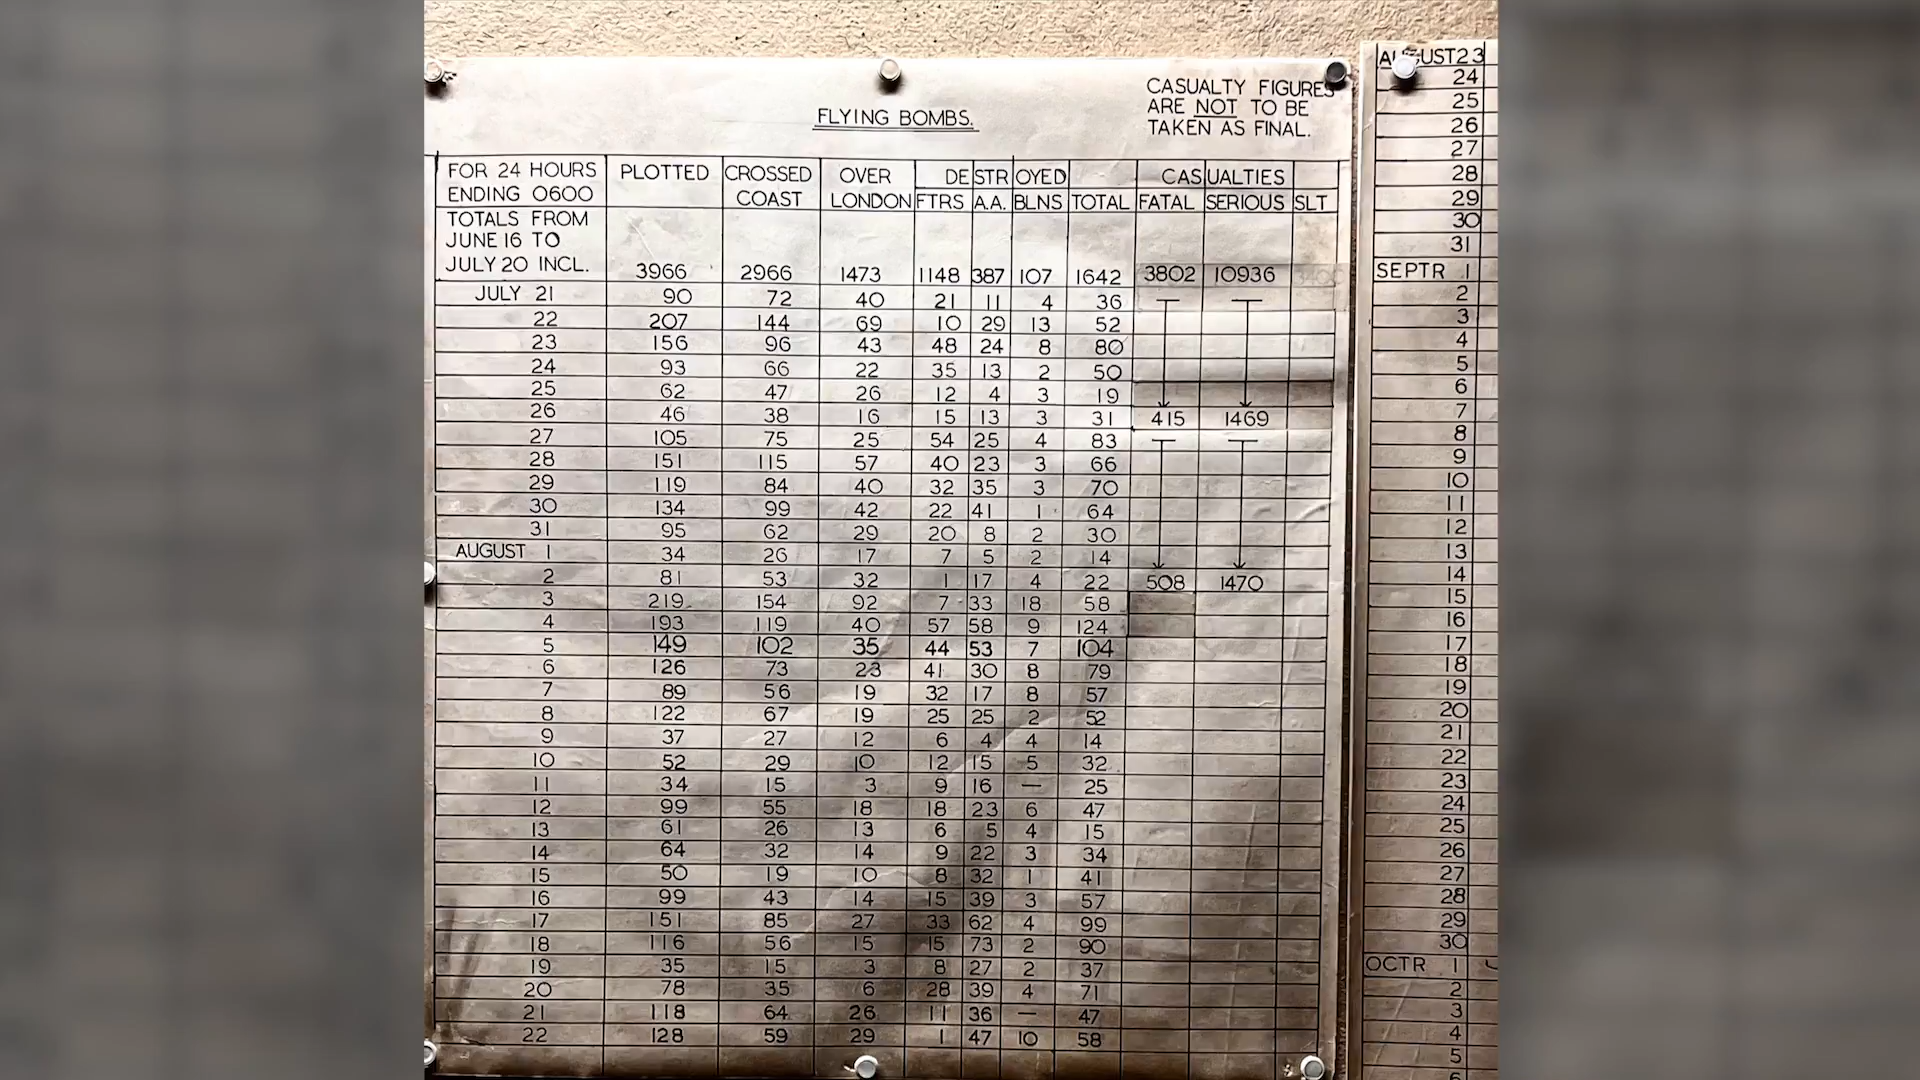 CASUALTY FIGURES
ARE NOT TO BE
TAKEN AS FINAL.
FLYING BOMBS.
FOR 24 HOURS ENDING 0600 PLOTTED CROSSED COAST OVER LONDON DESTROYED CASUALTIES
FTRS A.A. BLNS TOTAL FATAL SERIOUS SLT
TOTALS FROM
JUNE 16 TO
JULY 20 INCL. 3966 2966 1473 1148 387 107 1642 3802 10936
JULY 21 90 72 40 21 11 4 36
22 207 144 69 10 29 13 52
23 156 96 43 48 24 8 80
24 93 66 22 35 13 2 50
25 62 47 26 12 4 3 19
26 46 38 16 15 13 3 31 415 1469
27 105 75 25 54 25 4 83
28 151 115 57 40 23 3 66
29 119 84 40 32 35 3 70
30 134 99 42 22 41 1 64
31 95 62 29 20 8 2 30
AUGUST 1 34 26 17 7 5 2 14
2 81 53 32 1 17 4 22 508 1470
3 219 154 92 7 33 18 58
4 193 119 40 57 58 9 124
5 149 102 35 44 53 7 104
6 126 73 23 41 30 8 79
7 89 56 19 32 17 8 57
8 122 67 19 25 25 2 52
9 37 27 12 6 4 4 14
10 52 29 10 12 15 5 32
11 34 15 3 9 16 — 25
12 99 55 18 18 23 6 47
13 61 26 13 6 5 4 15
14 64 32 14 9 22 3 34
15 50 19 10 8 32 1 41
16 99 43 14 15 39 3 57
17 151 85 27 33 62 4 99
18 116 56 15 15 73 2 90
19 35 15 3 8 27 2 37
20 78 35 6 28 39 4 71
21 118 64 26 11 36 — 47
22 128 59 29 1 47 10 58
AUGUST 23
24
25
26
27
28
29
30
31
SEPTR 1
2
3
4
5
6
7
8
9
10
11
12
13
14
15
16
17
18
19
20
21
22
23
24
25
26
27
28
29
30
OCTR 1
2
3
4
5